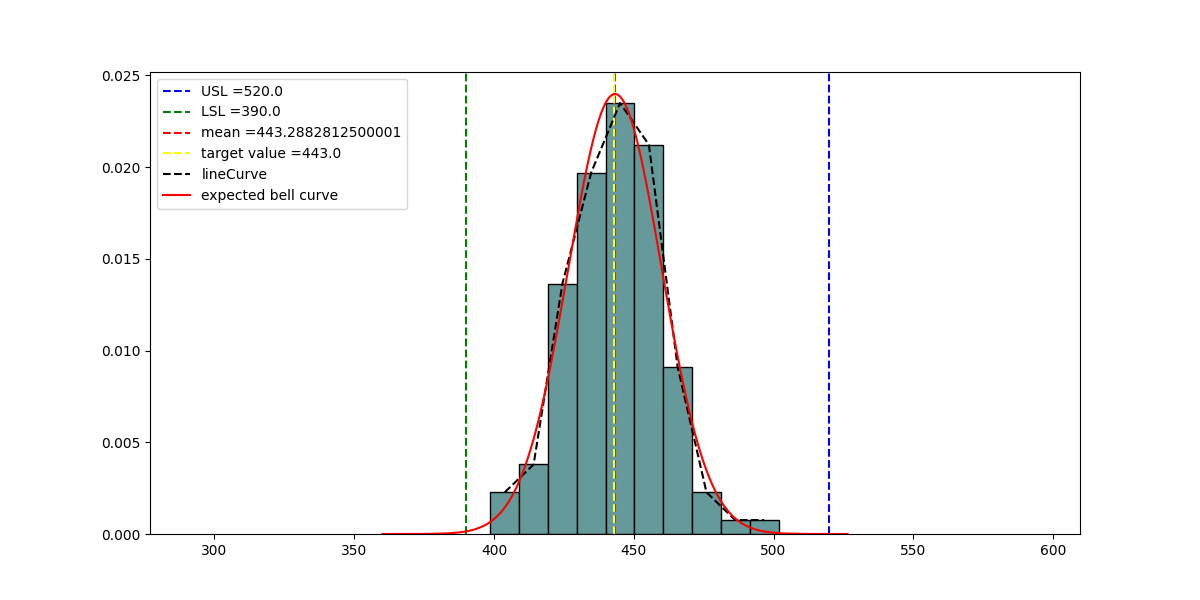 USL =520.0
LSL =390.0
mean =443.2882812500001
target value =443.0
lineCurve
expected bell curve
0.025
0.020
0.015
0.010
0.005
0.000
300 350 400 450 500 550 600